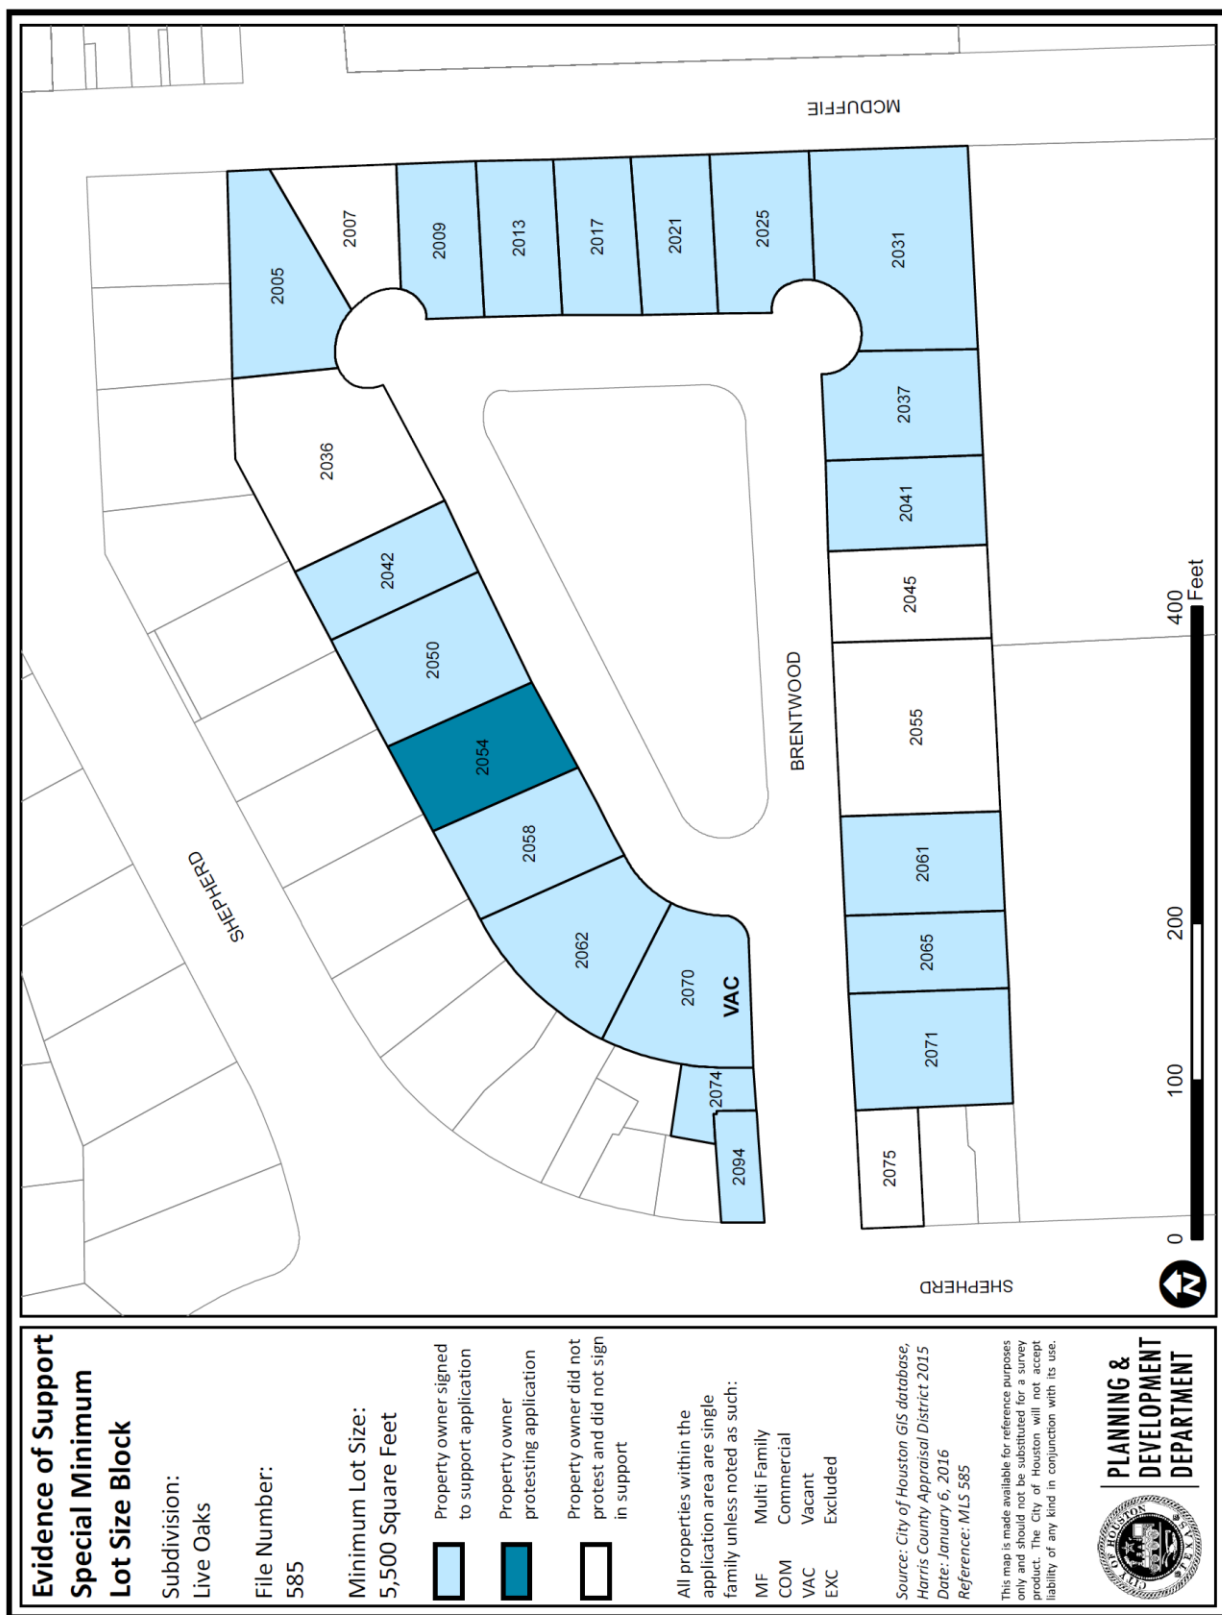 Evidence of Support
Special Minimum
Lot Size Block
Subdivision:
Live Oaks
File Number:
585
Minimum Lot Size:
5,500 Square Feet
Property owner signed
to support application
Property owner
protesting application
Property owner did not
protest and did not sign
in support
All properties within the
application area are single
family unless noted as such:
MF Multi Family
COM Commercial
VAC Vacant
EXC Excluded
Source: City of Houston GIS database,
Harris County Appraisal District 2015
Date: January 6, 2016
Reference: MLS 585
This map is made available for reference purposes
only and should not be substituted for a survey
product. The City of Houston will not accept
liability of any kind in conjunction with its use.
CITY OF HOUSTON
TEXAS
PLANNING &
DEVELOPMENT
DEPARTMENT
SHEPHERD
SHEPHERD
MCDUFFIE
BRENTWOOD
2005
2007
2009
2013
2017
2021
2025
2031
2036
2037
2041
2042
2045
2050
2054
2055
2058
2061
2062
2065
2070
VAC
2071
2074
2075
2094
N
0
100
200
400
Feet